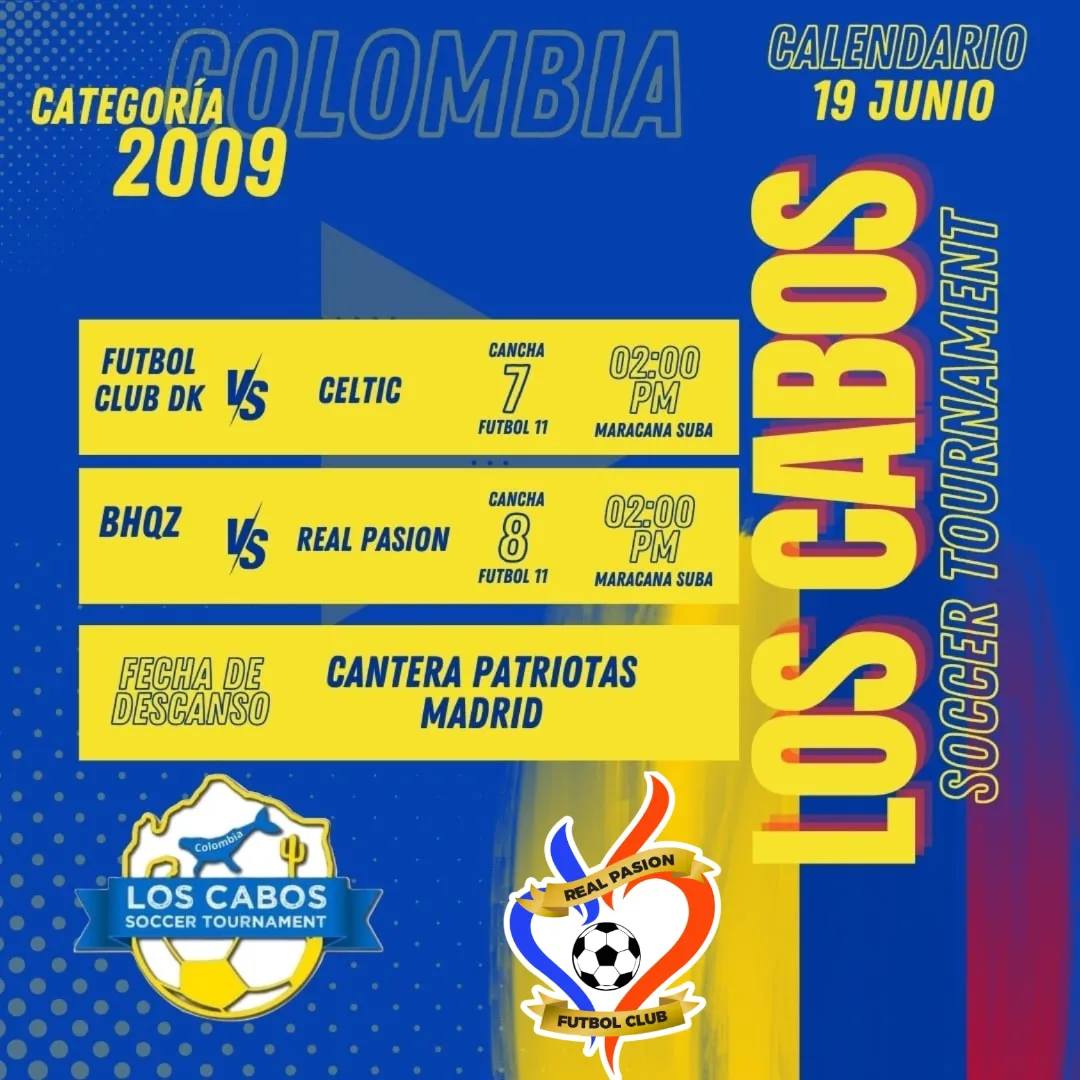 COLOMBIA
CATEGORÍA
2009
CALENDARIO
19 JUNIO
FUTBOL
CLUB DK
VS
CELTIC
CANCHA
7
FUTBOL 11
02:00
PM
MARACANA SUBA
BHQZ
VS
REAL PASION
CANCHA
8
FUTBOL 11
02:00
PM
MARACANA SUBA
FECHA DE
DESCANSO
CANTERA PATRIOTAS
MADRID
LOS CABOS
SOCCER TOURNAMENT
Colombia
LOS CABOS
SOCCER TOURNAMENT
REAL PASION
FUTBOL CLUB